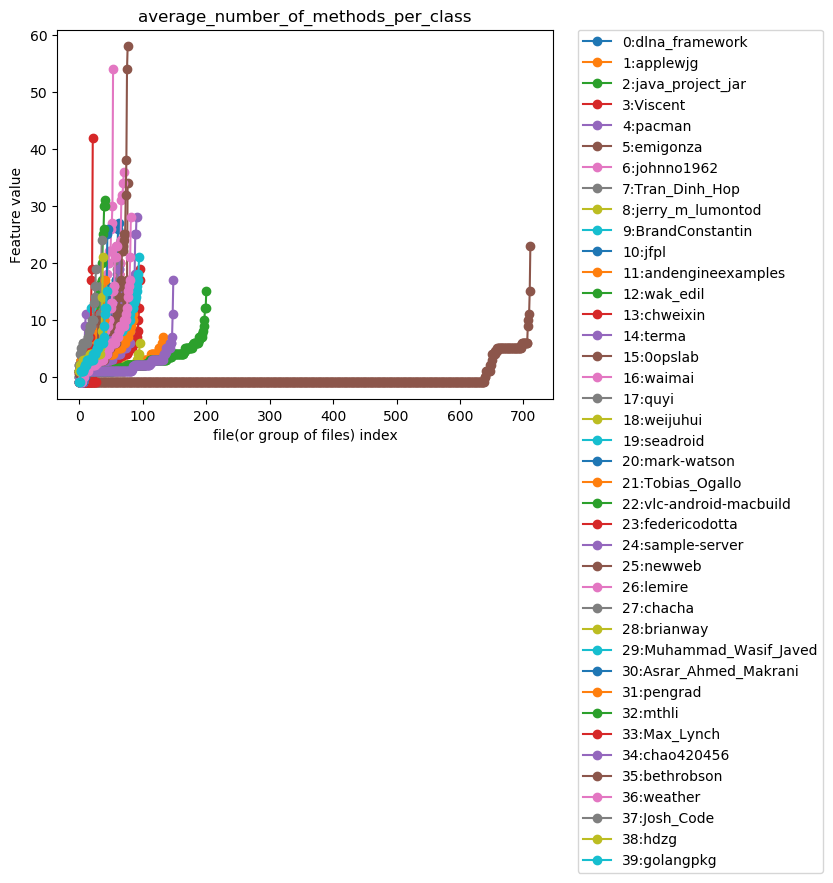 average_number_of_methods_per_class
60
50
40
30
20
10
0
Feature value
0 100 200 300 400 500 600 700
file(or group of files) index
0:dlna_framework
1:applewjg
2:java_project_jar
3:Viscent
4:pacman
5:emigonza
6:johnno1962
7:Tran_Dinh_Hop
8:jerry_m_lumontod
9:BrandConstantin
10:jfpl
11:andengineexamples
12:wak_edil
13:chweixin
14:terma
15:0opslab
16:waimai
17:quyi
18:weijuhui
19:seadroid
20:mark-watson
21:Tobias_Ogallo
22:vlc-android-macbuild
23:federicodotta
24:sample-server
25:newweb
26:lemire
27:chacha
28:brianway
29:Muhammad_Wasif_Javed
30:Asrar_Ahmed_Makrani
31:pengrad
32:mthli
33:Max_Lynch
34:chao420456
35:bethrobson
36:weather
37:Josh_Code
38:hdzg
39:golangpkg